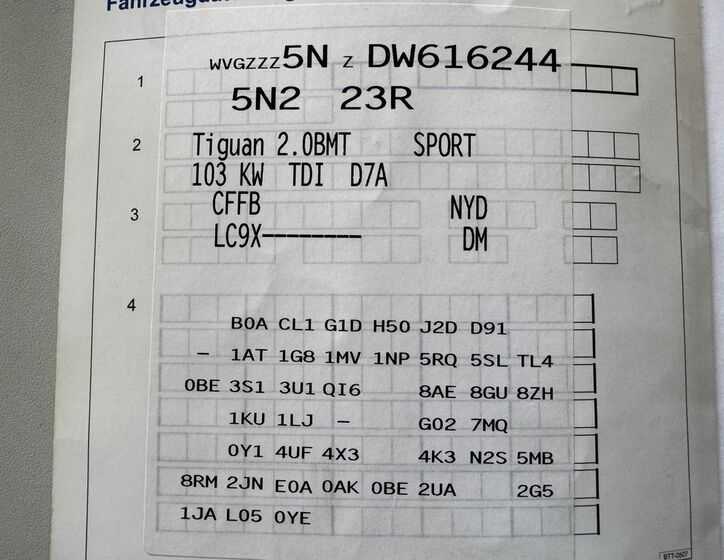 1
WVGZZZ5N Z DW616244
5N2 23R
2
Tiguan 2.0BMT SPORT
103 KW TDI D7A
3
CFFB NYD
LC9X-------- DM
4
B0A CL1 G1D H50 J2D D91
- 1AT 1G8 1MV 1NP 5RQ 5SL TL4
0BE 3S1 3U1 QI6 8AE 8GU 8ZH
1KU 1LJ - G02 7MQ
0Y1 4UF 4X3 4K3 N2S 5MB
8RM 2JN E0A 0AK 0BE 2UA 2G5
1JA L05 0YE
BTT-0507